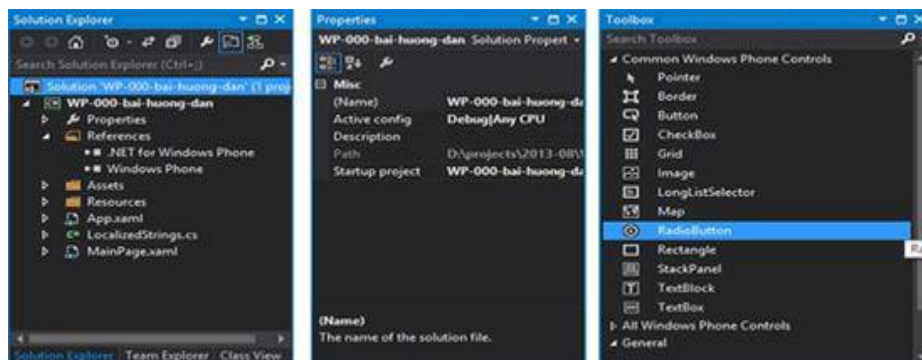 Solution Explorer
Search Solution Explorer (Ctrl+;)
Solution 'WP-000-bai-huong-dan' (1 proj
WP-000-bai-huong-dan
Properties
References
.NET for Windows Phone
Windows Phone
Assets
Resources
App.xaml
LocalizedStrings.cs
MainPage.xaml
Solution Explorer Team Explorer Class View
Properties
WP-000-bai-huong-dan Solution Propert
Misc
(Name) WP-000-bai-huong-da
Active config Debug|Any CPU
Description
Path D:\projects\2013-08\
Startup project WP-000-bai-huong-da
(Name)
The name of the solution file.
Toolbox
Search Toolbox
Common Windows Phone Controls
Pointer
Border
Button
CheckBox
Grid
Image
LongListSelector
Map
RadioButton
Rectangle
StackPanel
TextBlock
TextBox
All Windows Phone Controls
General